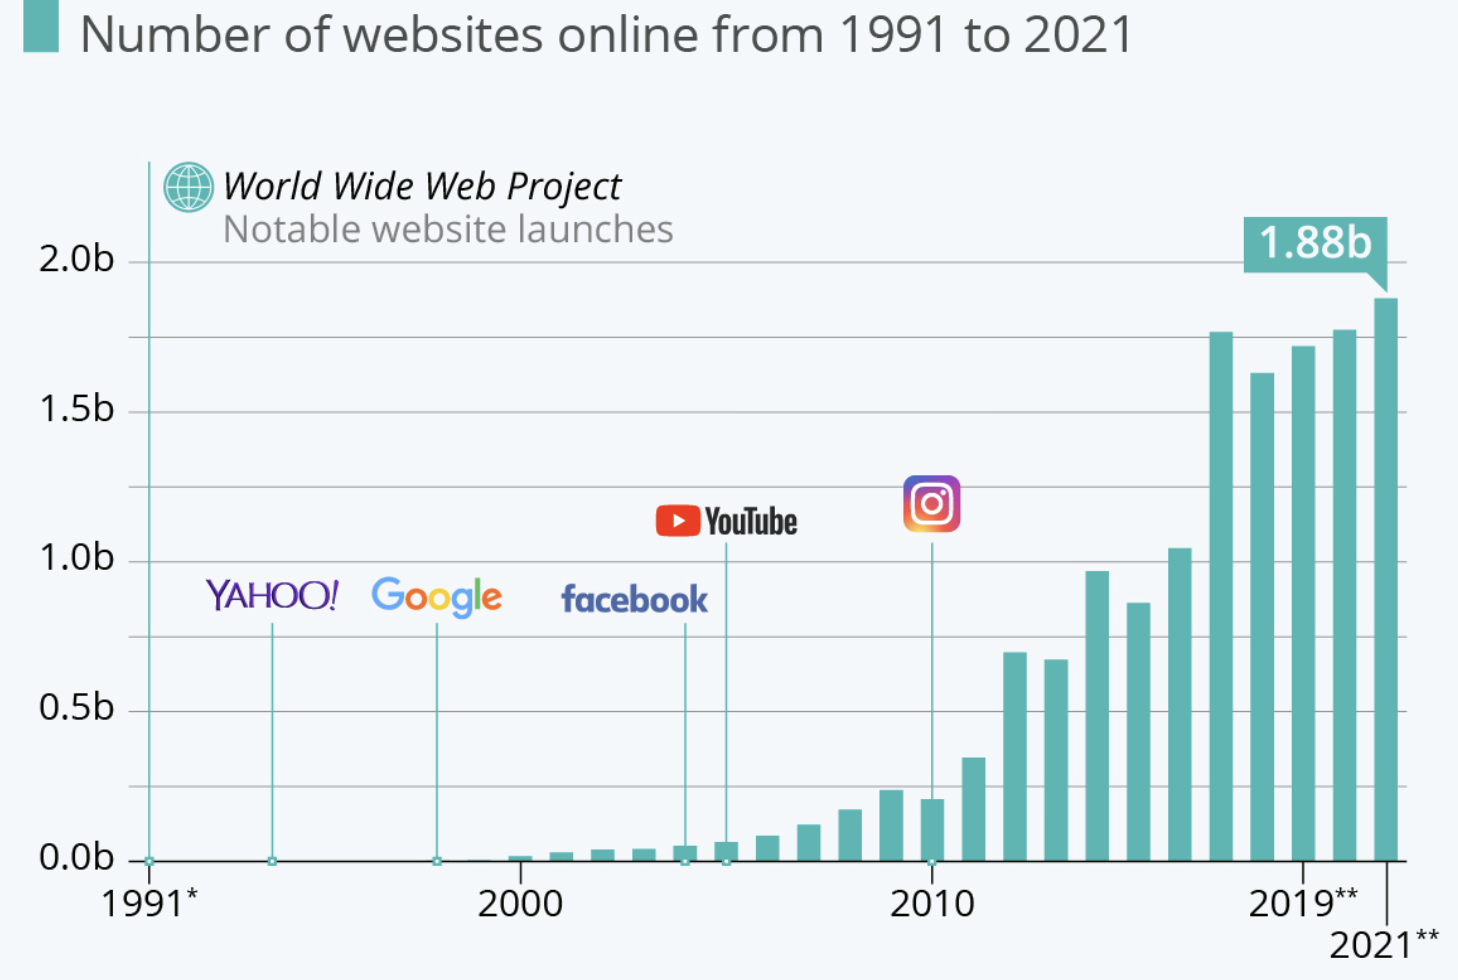 Number of websites online from 1991 to 2021
World Wide Web Project
Notable website launches
2.0b
1.88b
1.5b
YouTube
1.0b
YAHOO! Google facebook
0.5b
0.0b
1991* 2000 2010 2019**
2021**